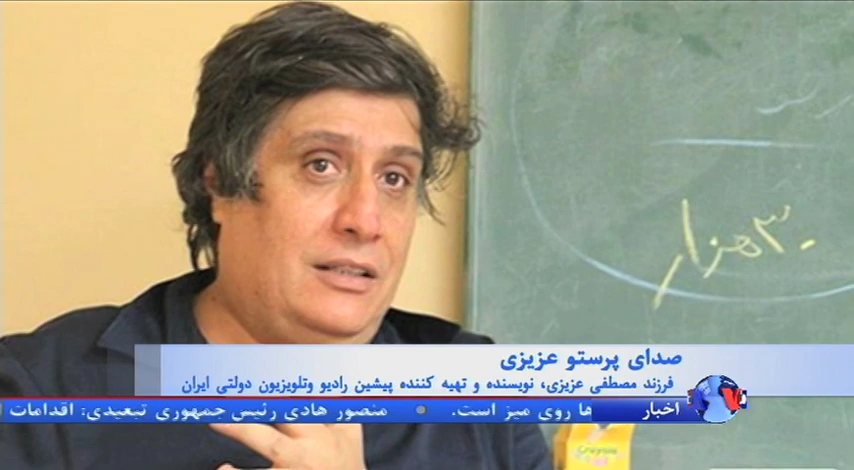 ۳۰ هزار
صدای پرستو عزیزی
فرزند مصطفی عزیزی، نویسنده و تهیه کننده پیشین رادیو وتلویزیون دولتی ایران
اخبار
ها روی میز است. • منصور هادی رئیس جمهوری تبعیدی: اقدامات